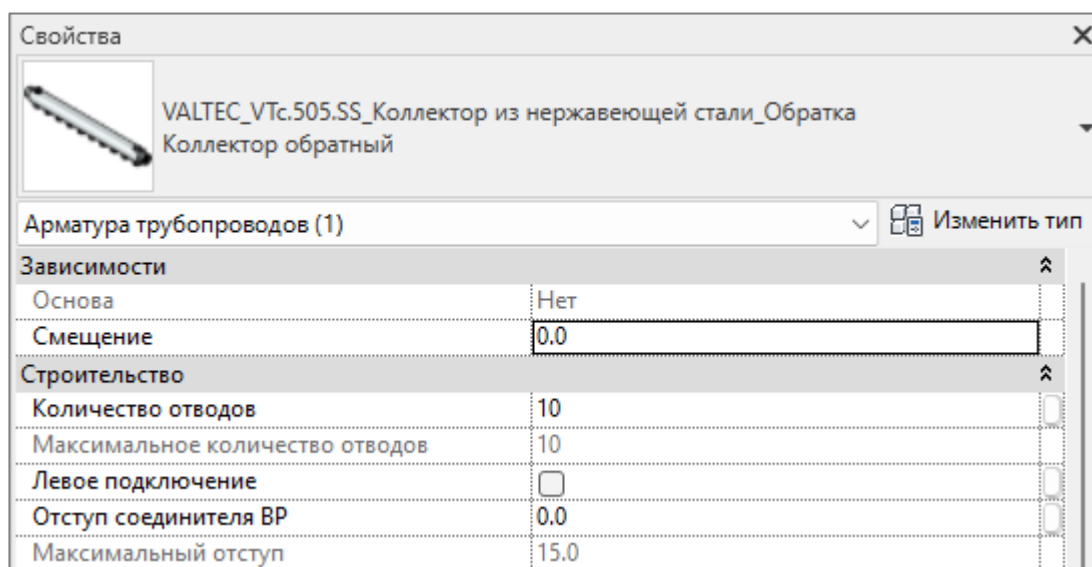 Свойства
VALTEC_VTc.505.SS_Коллектор из нержавеющей стали_Обратка
Коллектор обратный
Арматура трубопроводов (1)
Изменить тип
Зависимости
Основа Нет
Смещение 0.0
Строительство
Количество отводов 10
Максимальное количество отводов 10
Левое подключение
Отступ соединителя ВР 0.0
Максимальный отступ 15.0